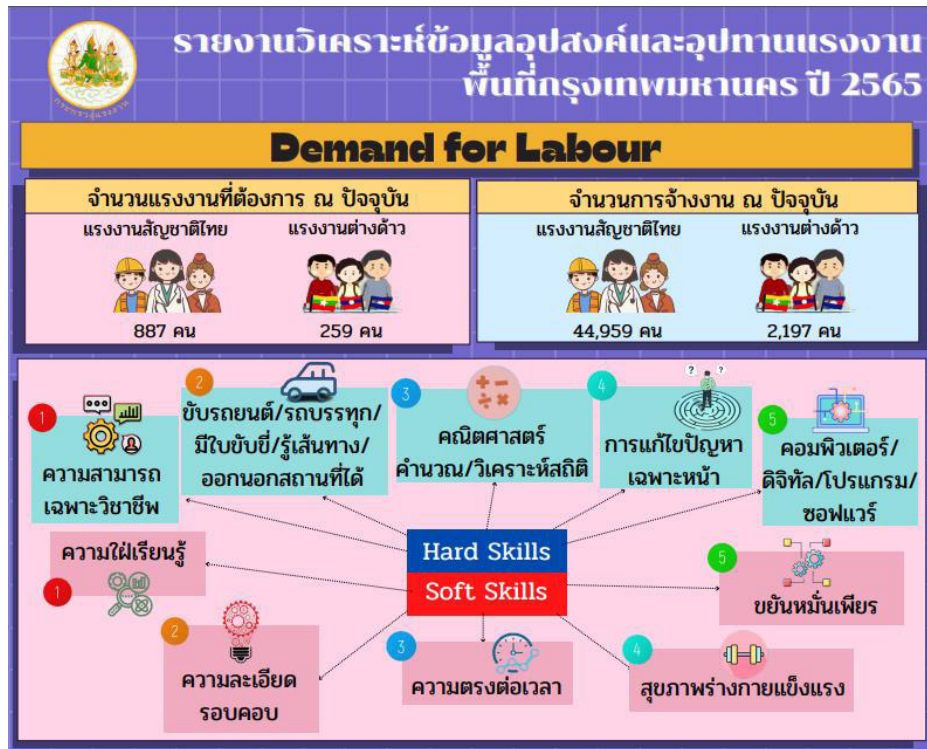 รายงานวิเคราะห์ข้อมูลอุปสงค์และอุปทานแรงงาน
พื้นที่กรุงเทพมหานคร ปี 2565
กระทรวงแรงงาน
Demand for Labour
จำนวนแรงงานที่ต้องการ ณ ปัจจุบัน
แรงงานสัญชาติไทย
แรงงานต่างด้าว
887 คน
259 คน
จำนวนการจ้างงาน ณ ปัจจุบัน
แรงงานสัญชาติไทย
แรงงานต่างด้าว
44,959 คน
2,197 คน
1
ความสามารถ
เฉพาะวิชาชีพ
2
ขับรถยนต์/รถบรรทุก/
มีใบขับขี่/รู้เส้นทาง/
ออกนอกสถานที่ได้
3
คณิตศาสตร์
คำนวณ/วิเคราะห์สถิติ
4
? ?
การแก้ไขปัญหา
เฉพาะหน้า
5
คอมพิวเตอร์/
ดิจิทัล/โปรแกรม/
ซอฟแวร์
Hard Skills
Soft Skills
ความใฝ่เรียนรู้
1
2
ความละเอียด
รอบคอบ
3
ความตรงต่อเวลา
4
สุขภาพร่างกายแข็งแรง
5
ขยันหมั่นเพียร